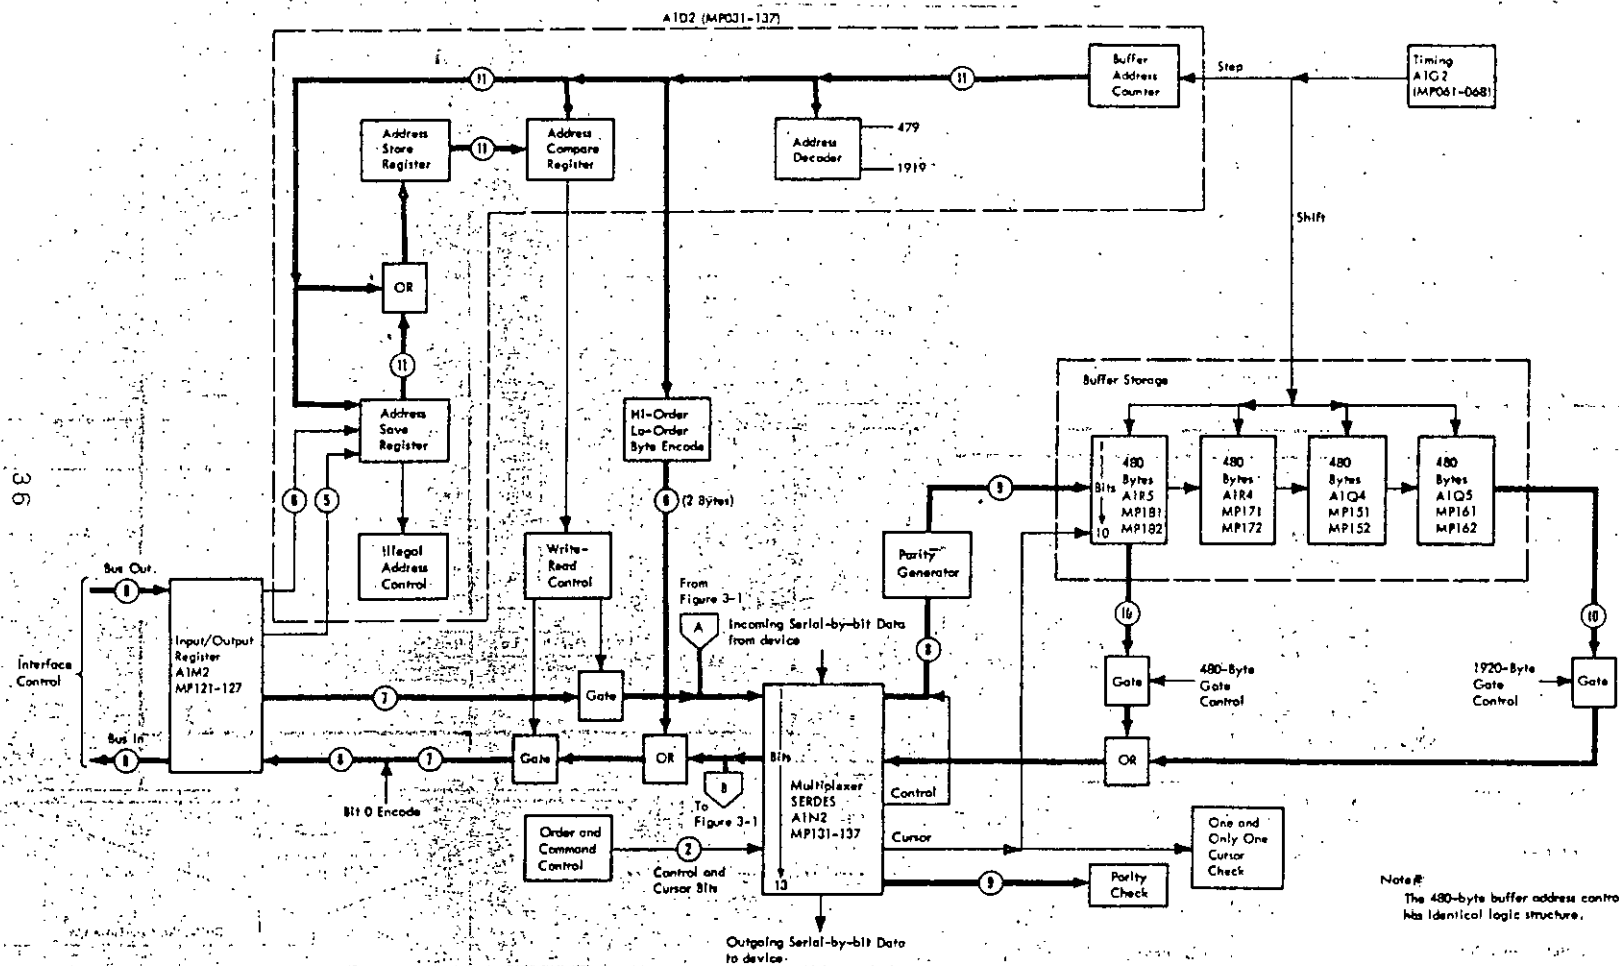 A1D2 (MP031-137)
11
11
Buffer
Address
Counter
Step
Timing
A1G2
(MP061-068)
Address
Store
Register
11
Address
Compare
Register
Address
Decoder
479
1919
Shift
OR
11
Address
Save
Register
Hi-Order
Lo-Order
Byte Encode
Buffer Storage
Bits
10
480
Bytes
A1R5
MP181
MP182
480
Bytes
A1R4
MP171
MP172
480
Bytes
A1Q4
MP151
MP152
480
Bytes
A1Q5
MP161
MP162
36
6
5
6
(2 Bytes)
9
Illegal
Address
Control
Write-
Read
Control
Parity
Generator
Bus Out
8
From
Figure 3-1
A
Incoming Serial-by-bit Data
from device
8
10
10
Interface
Control
Input/Output
Register
A1M2
MP121-127
7
Gate
Gate
480-Byte
Gate
Control
1920-Byte
Gate
Control
Gate
Bus In
8
6
7
Gate
OR
Bits
OR
Bit 0 Encode
B
To
Figure 3-1
Multiplexer
SERDES
A1N2
MP131-137
13
Control
Cursor
Order and
Command
Control
2
Control and
Cursor Bits
One and
Only One
Cursor
Check
9
Parity
Check
Note:
The 480-byte buffer address contro
has identical logic structure.
Outgoing Serial-by-bit Data
to device